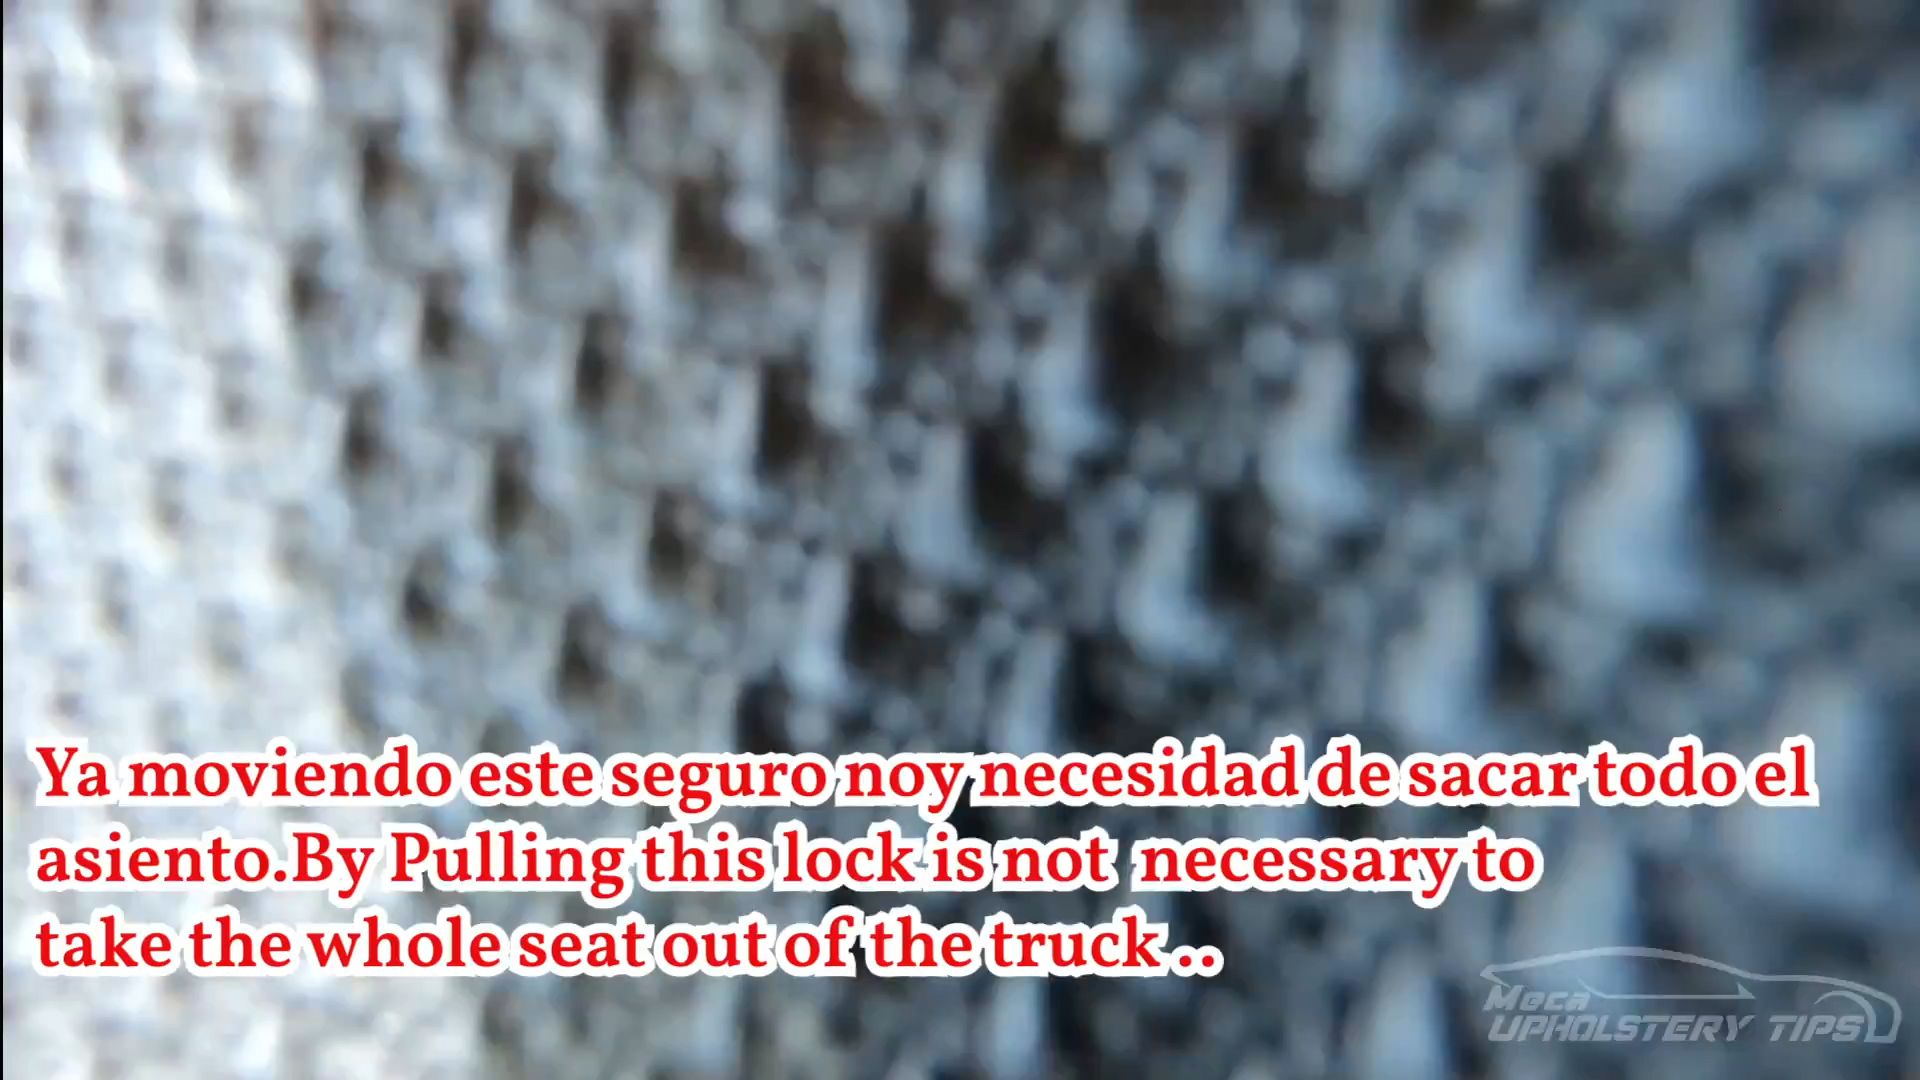 Ya moviendo este seguro noy necesidad de sacar todo el
asiento.By Pulling this lock is not necessary to
take the whole seat out of the truck ..
Meca
UPHOLSTERY TIPS